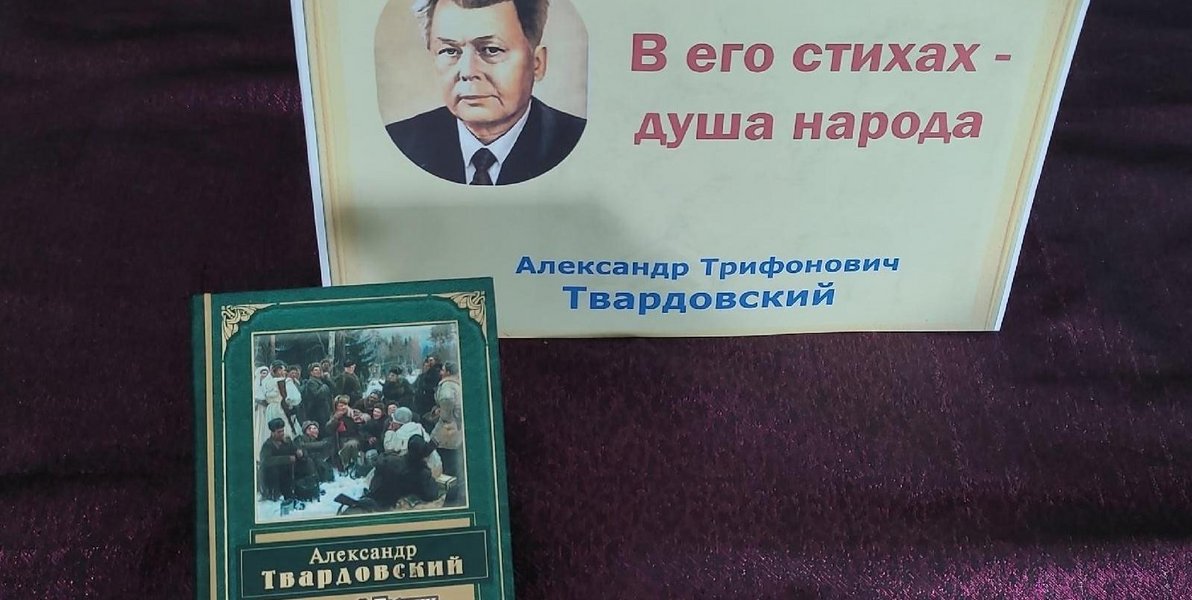 В его стихах -
душа народа
Александр Трифонович
Твардовский
Александр
Твардовский